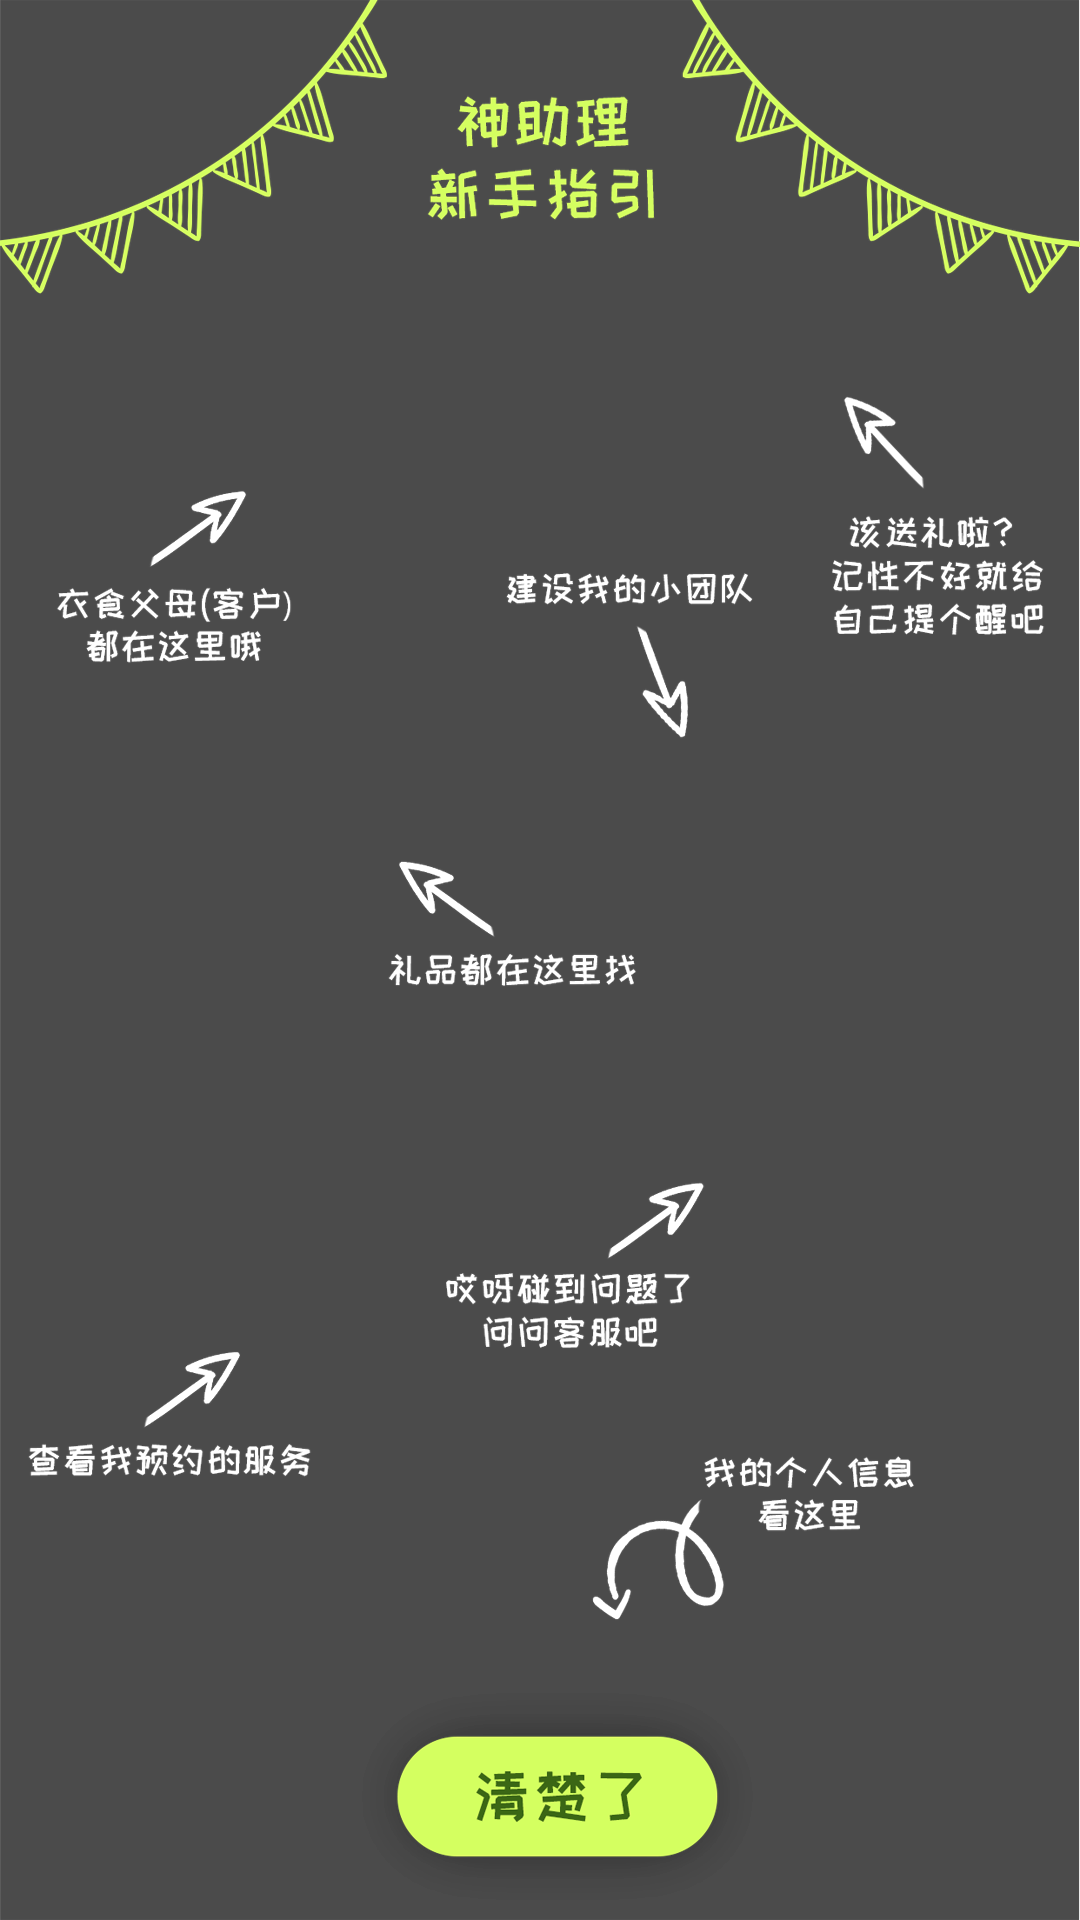 神助理
新手指引
该送礼啦?
记性不好就给
自己提个醒吧
衣食父母(客户)
都在这里哦
建设我的小团队
礼品都在这里找
哎呀碰到问题了
问问客服吧
查看我预约的服务
我的个人信息
看这里
清楚了